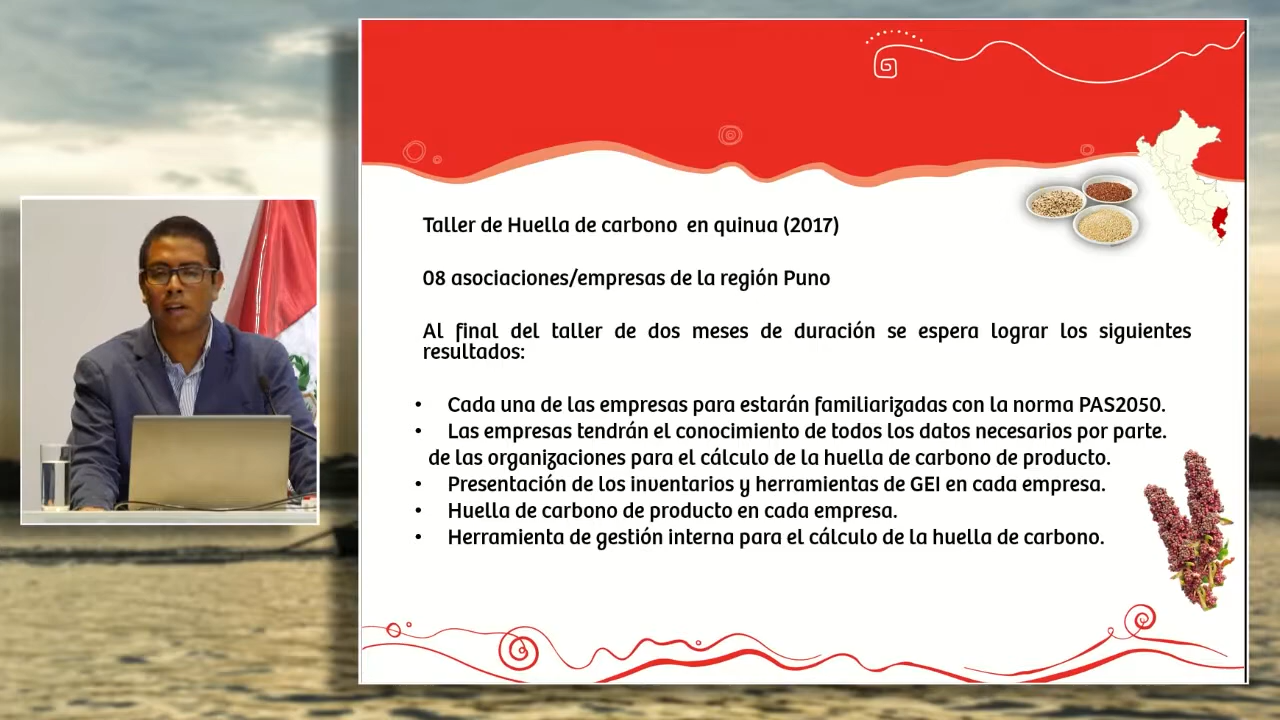 Taller de Huella de carbono en quinua (2017)
08 asociaciones/empresas de la región Puno
Al final del taller de dos meses de duración se espera lograr los siguientes
resultados:
• Cada una de las empresas para estarán familiarizadas con la norma PAS2050.
• Las empresas tendrán el conocimiento de todos los datos necesarios por parte.
de las organizaciones para el cálculo de la huella de carbono de producto.
• Presentación de los inventarios y herramientas de GEI en cada empresa.
• Huella de carbono de producto en cada empresa.
• Herramienta de gestión interna para el cálculo de la huella de carbono.